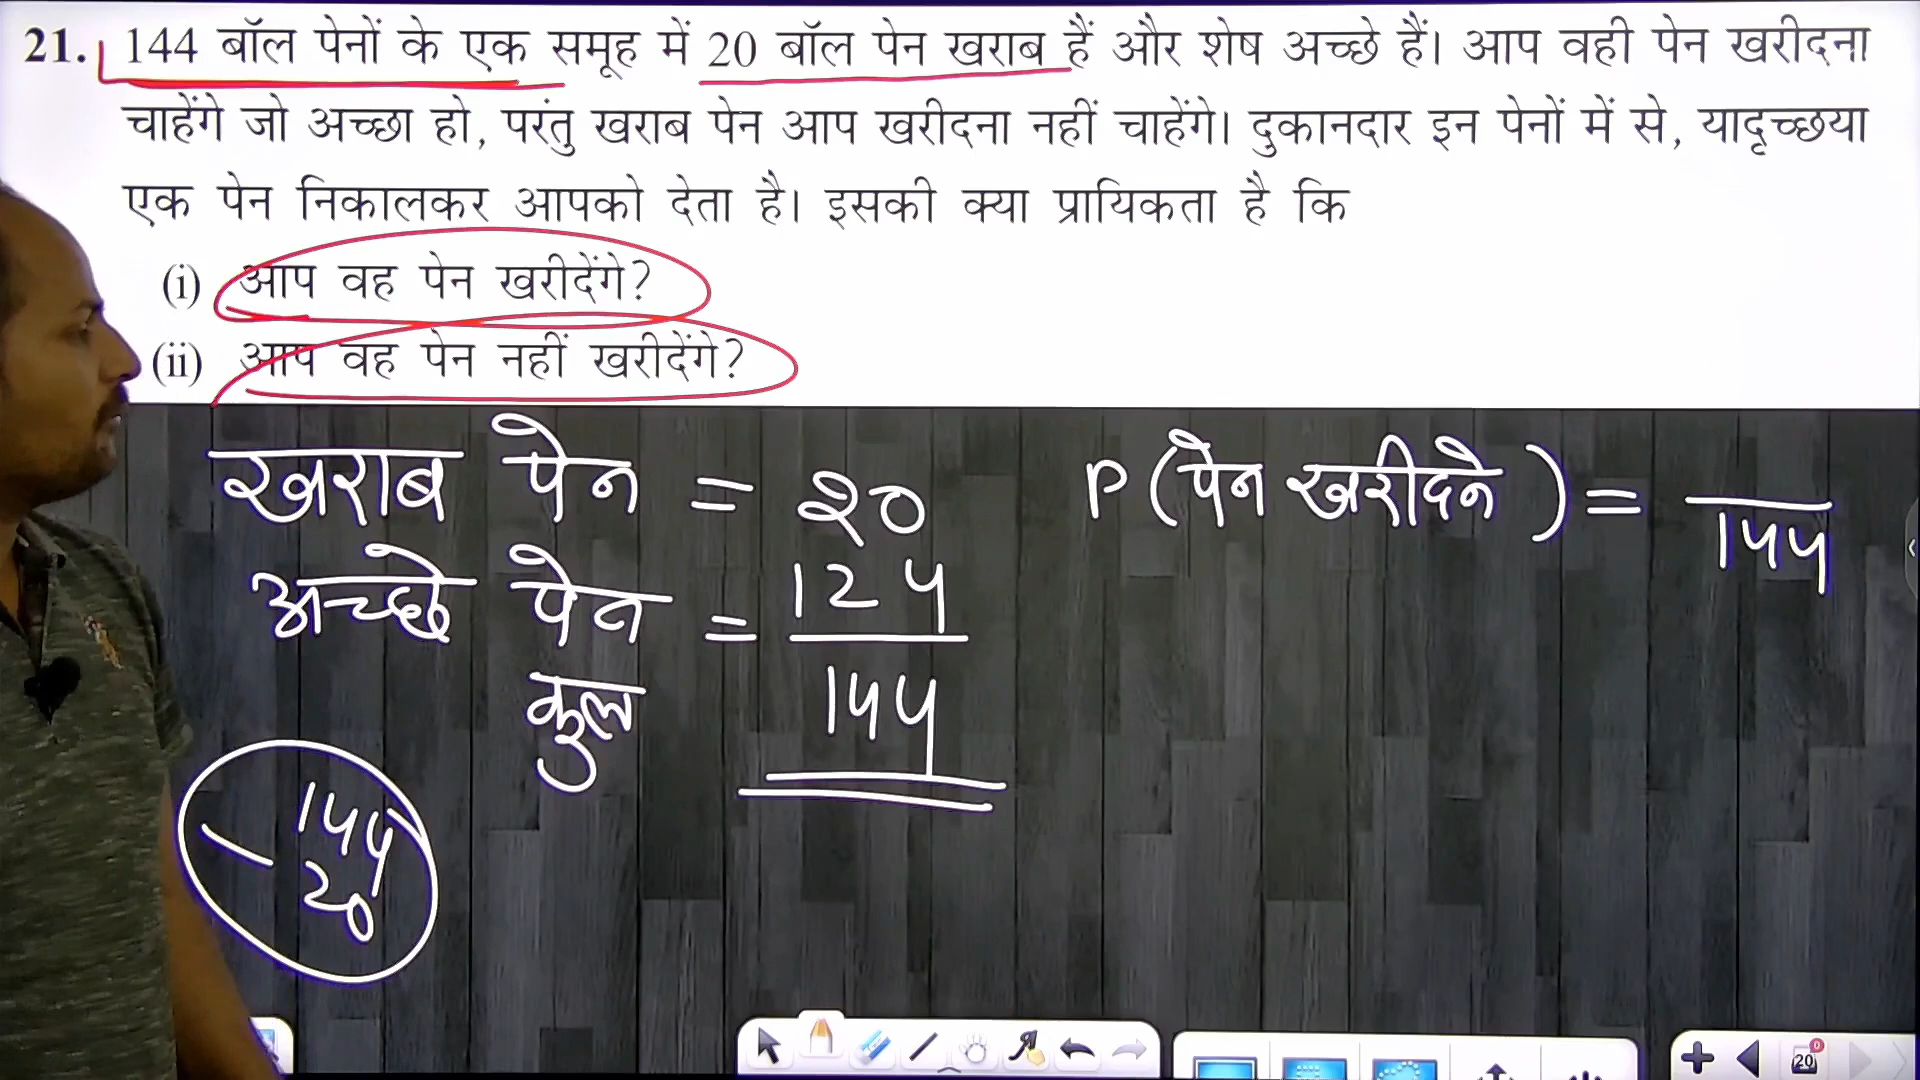 21. 144 बॉल पेनों के एक समूह में 20 बॉल पेन खराब हैं और शेष अच्छे हैं। आप वही पेन खरीदना
चाहेंगे जो अच्छा हो, परंतु खराब पेन आप खरीदना नहीं चाहेंगे। दुकानदार इन पेनों में से, यादृच्छया
एक पेन निकालकर आपको देता है। इसकी क्या प्रायिकता है कि
(i) आप वह पेन खरीदेंगे?
(ii) आप वह पेन नहीं खरीदेंगे?
खराब पेन = 20
अच्छे पेन = 124
कुल 144
144
- 20
P (पेन खरीदने) =
144
20